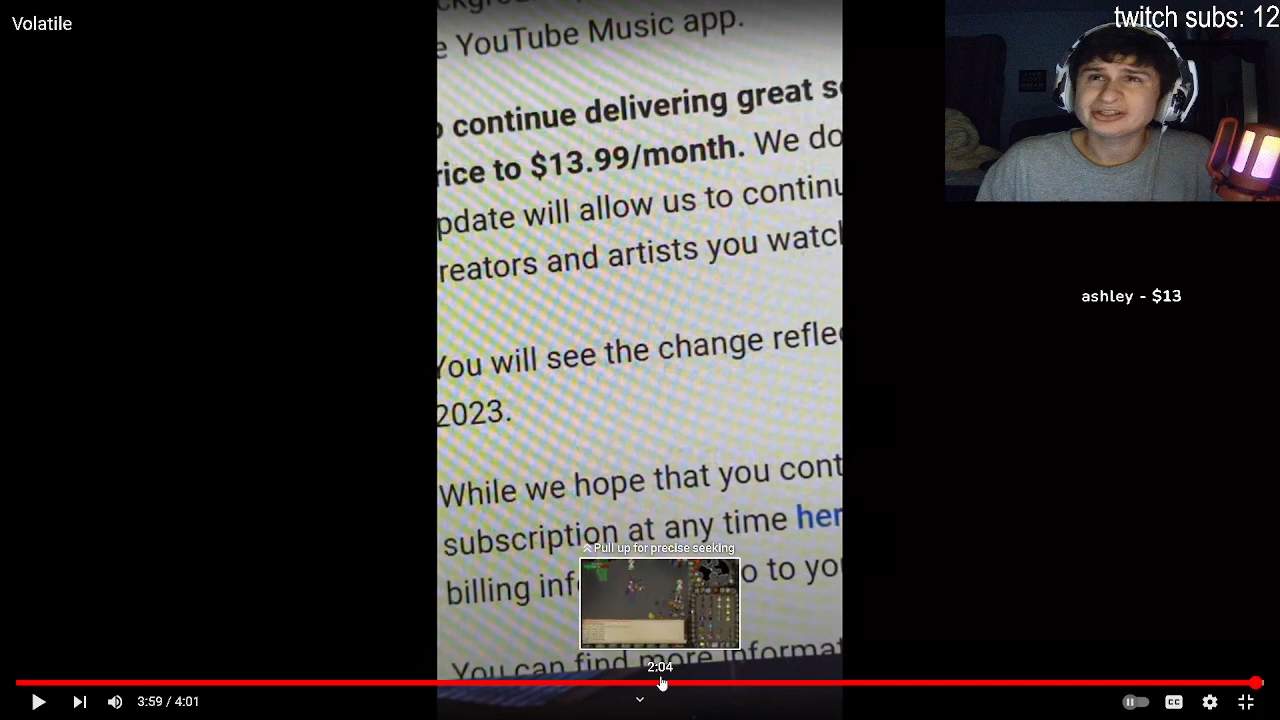 Volatile
twitch subs: 12
e YouTube Music app.
continue delivering great s
rice to $13.99/month. We do
pdate will allow us to continu
reators and artists you watch
ashley - $13
You will see the change refle
2023.
While we hope that you cont
subscription at any time her
billing inf o to yo
Pull up for precise seeking
You can find more informat
2:04
3:59 / 4:01
CC